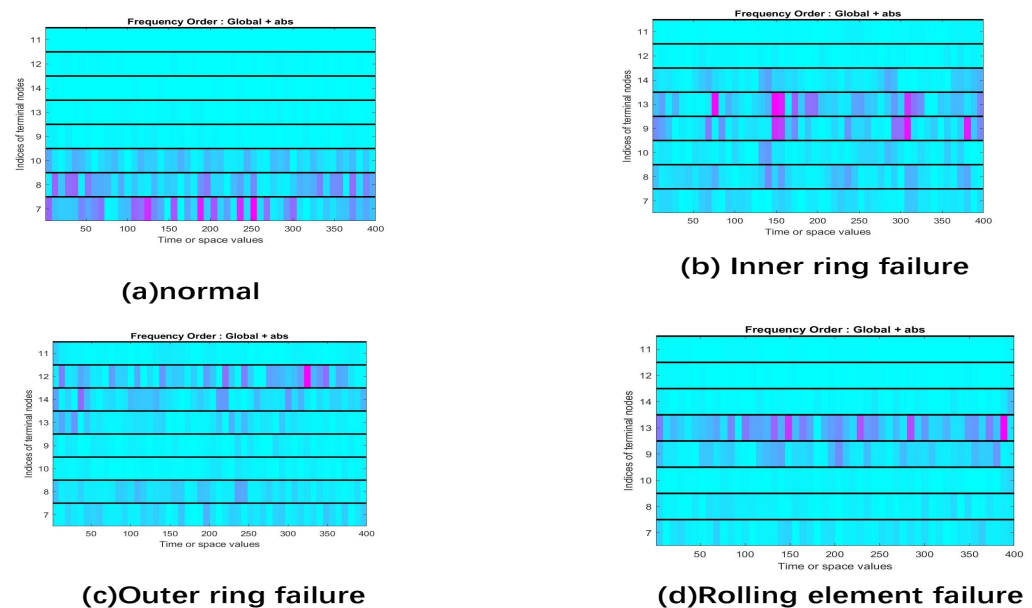 Frequency Order : Global + abs
Indices of terminal nodes
11
12
14
13
9
10
8
7
50 100 150 200 250 300 350 400
Time or space values
(a)normal
Frequency Order : Global + abs
Indices of terminal nodes
11
12
14
13
9
10
8
7
50 100 150 200 250 300 350 400
Time or space values
(b) Inner ring failure
Frequency Order : Global + abs
Indices of terminal nodes
11
12
14
13
9
10
8
7
50 100 150 200 250 300 350 400
Time or space values
(c)Outer ring failure
Frequency Order : Global + abs
Indices of terminal nodes
11
12
14
13
9
10
8
7
50 100 150 200 250 300 350 400
Time or space values
(d)Rolling element failure